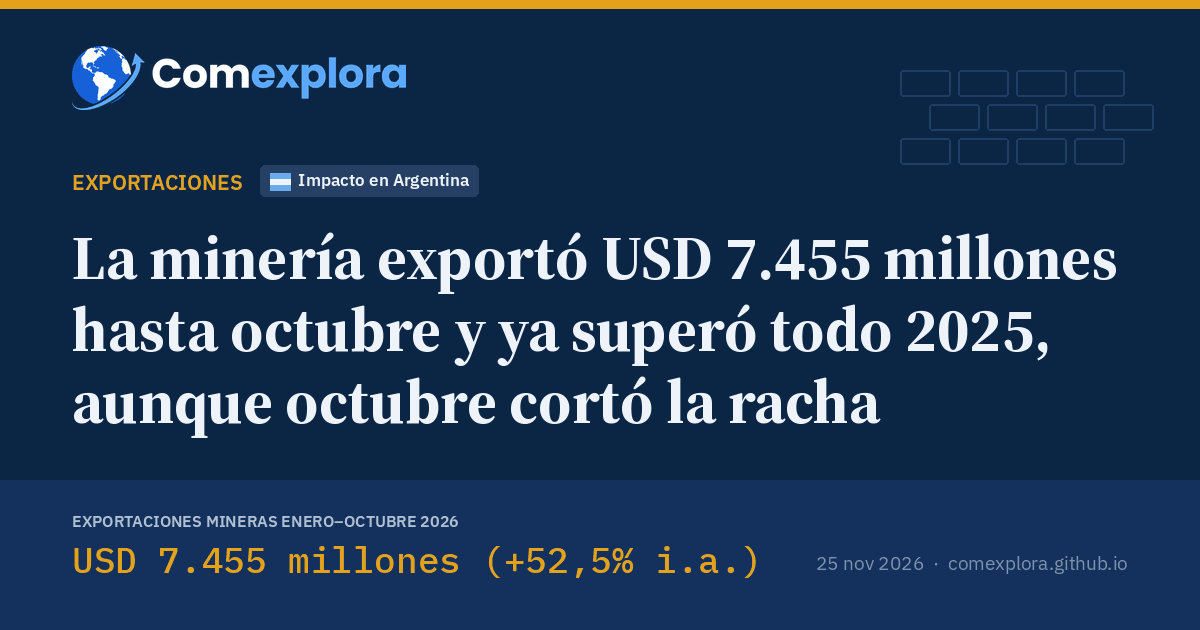 Comexplora
EXPORTACIONES
Impacto en Argentina
La minería exportó USD 7.455 millones
hasta octubre y ya superó todo 2025,
aunque octubre cortó la racha
EXPORTACIONES MINERAS ENERO–OCTUBRE 2026
USD 7.455 millones (+52,5% i.a.)
25 nov 2026 · comexplora.github.io